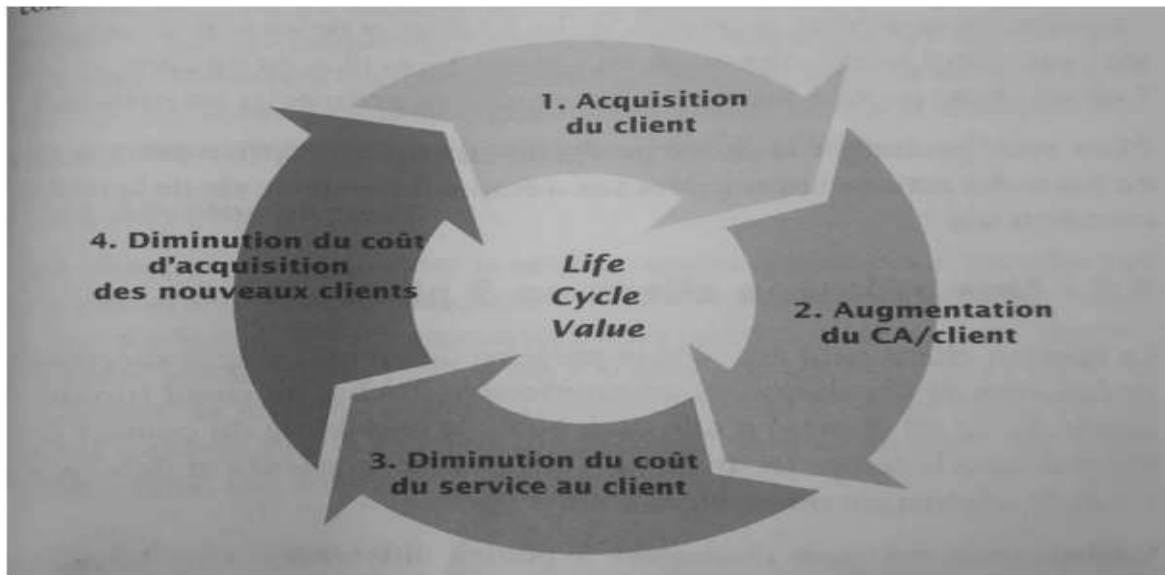 1. Acquisition
du client
2. Augmentation
du CA/client
3. Diminution du coût
du service au client
4. Diminution du coût
d'acquisition
des nouveaux clients
Life
Cycle
Value